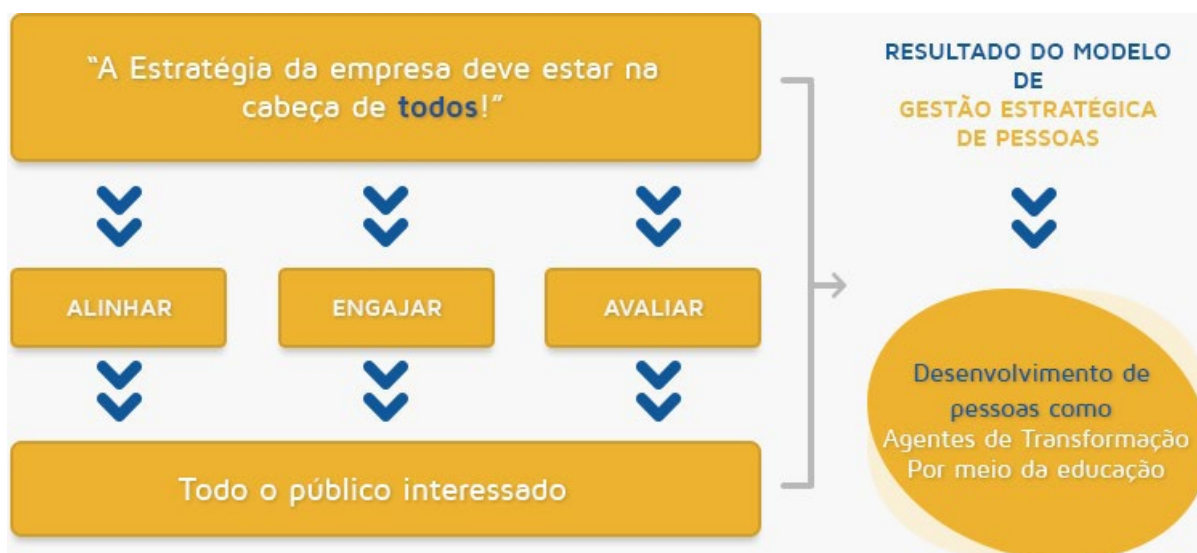 “A Estratégia da empresa deve estar na
cabeça de todos!”
ALINHAR
ENGAJAR
AVALIAR
Todo o público interessado
RESULTADO DO MODELO
DE
GESTÃO ESTRATÉGICA
DE PESSOAS
Desenvolvimento de
pessoas como
Agentes de Transformação
Por meio da educação